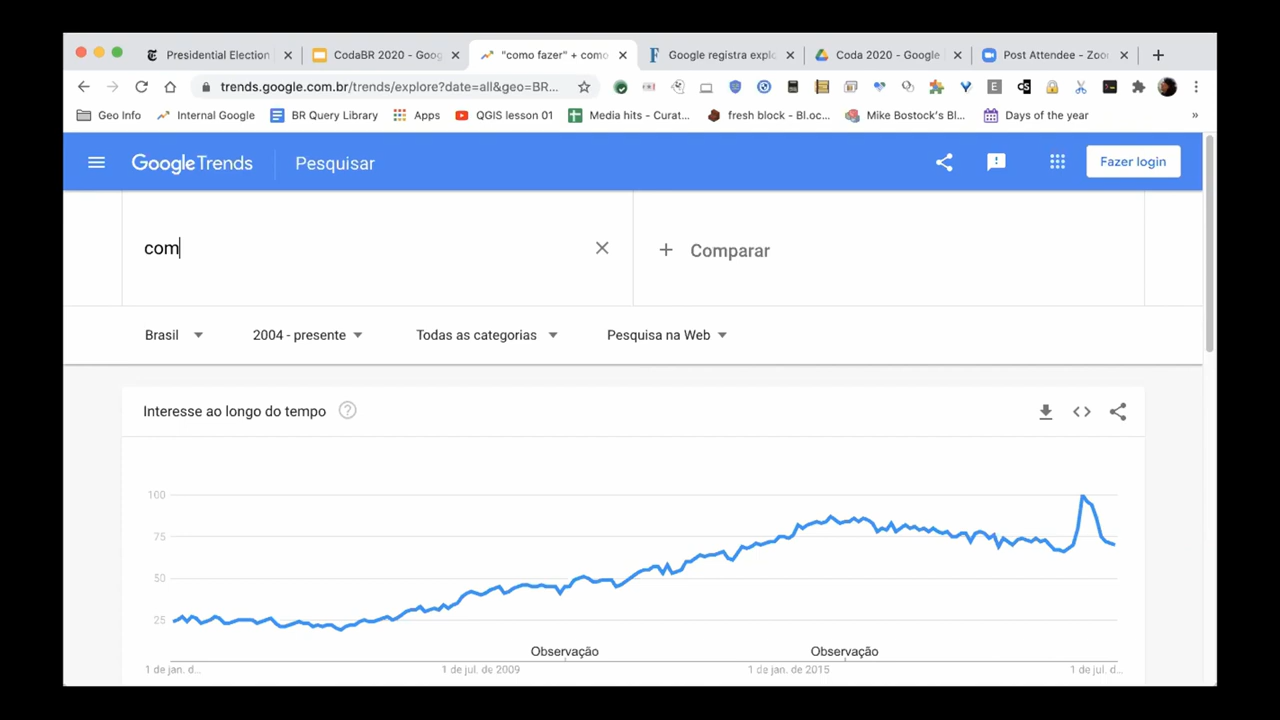 Presidential Election
CodaBR 2020 - Goog
"como fazer" + como
Google registra explo
Coda 2020 - Google
Post Attendee - Zoo
trends.google.com.br/trends/explore?date=all&geo=BR...
Geo Info
Internal Google
BR Query Library
Apps
QGIS lesson 01
Media hits - Curat...
fresh block - Bl.oc...
Mike Bostock's Bl...
Days of the year
»
Google Trends
Pesquisar
Fazer login
com
+ Comparar
Brasil
2004 - presente
Todas as categorias
Pesquisa na Web
Interesse ao longo do tempo
100
75
50
25
Observação
Observação
1 de jan. d...
1 de jul. de 2009
1 de jan. de 2015
1 de jul. d...